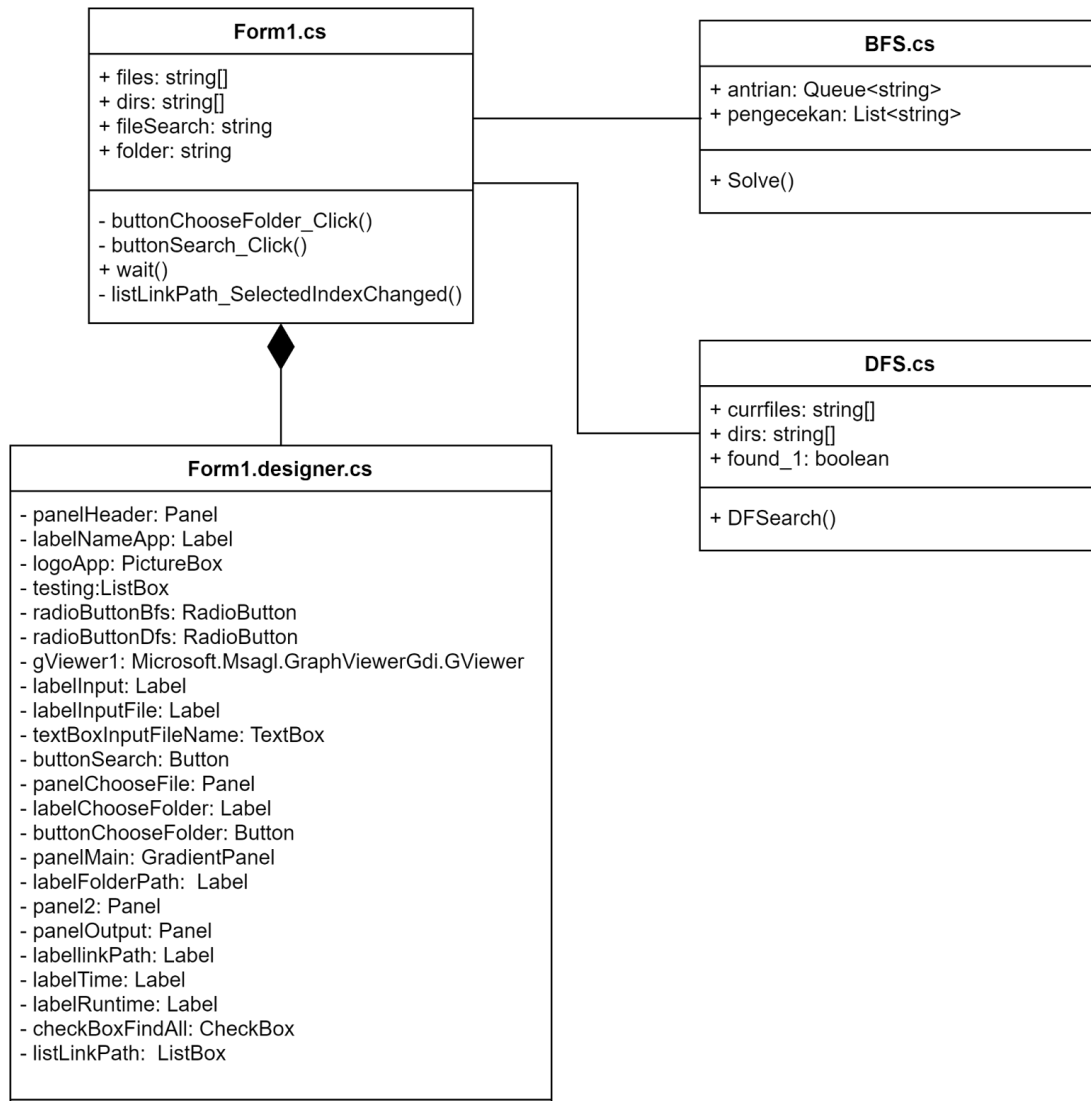 Form1.cs
+ files: string[]
+ dirs: string[]
+ fileSearch: string
+ folder: string
- buttonChooseFolder_Click()
- buttonSearch_Click()
+ wait()
- listLinkPath_SelectedIndexChanged()
BFS.cs
+ antrian: Queue<string>
+ pengecekan: List<string>
+ Solve()
DFS.cs
+ currfiles: string[]
+ dirs: string[]
+ found_1: boolean
+ DFSearch()
Form1.designer.cs
- panelHeader: Panel
- labelNameApp: Label
- logoApp: PictureBox
- testing:ListBox
- radioButtonBfs: RadioButton
- radioButtonDfs: RadioButton
- gViewer1: Microsoft.Msagl.GraphViewerGdi.GViewer
- labelInput: Label
- labelInputFile: Label
- textBoxInputFileName: TextBox
- buttonSearch: Button
- panelChooseFile: Panel
- labelChooseFolder: Label
- buttonChooseFolder: Button
- panelMain: GradientPanel
- labelFolderPath:  Label
- panel2: Panel
- panelOutput: Panel
- labellinkPath: Label
- labelTime: Label
- labelRuntime: Label
- checkBoxFindAll: CheckBox
- listLinkPath:  ListBox